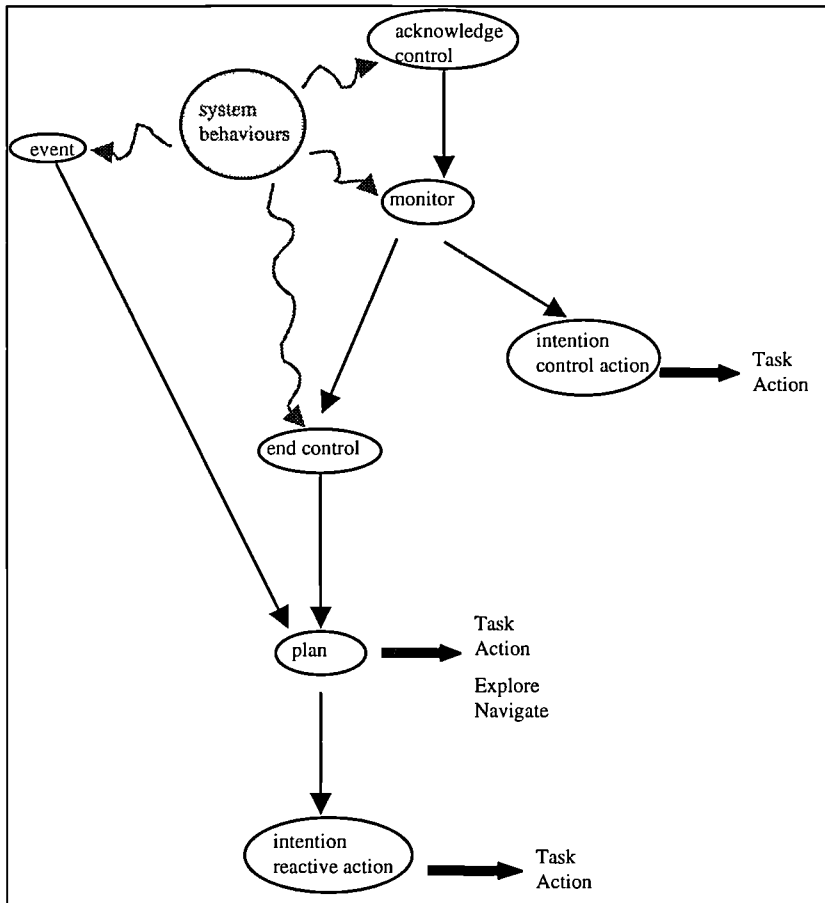 acknowledge
control
system
behaviours
event
monitor
intention
control action
Task
Action
end control
plan
Task
Action
Explore
Navigate
intention
reactive action
Task
Action